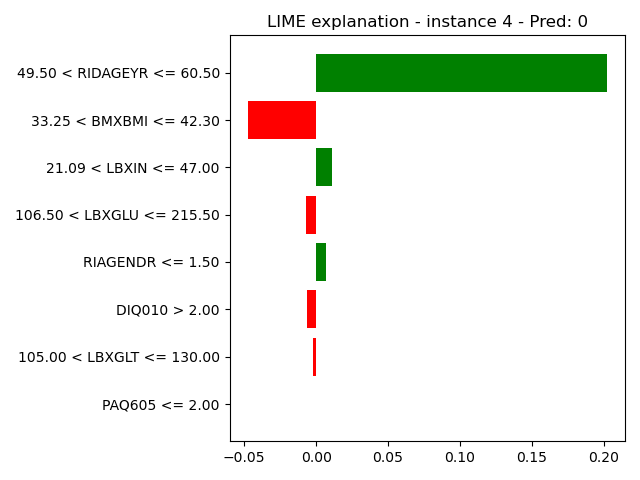 LIME explanation - instance 4 - Pred: 0
49.50 < RIDAGEYR <= 60.50
33.25 < BMXBMI <= 42.30
21.09 < LBXIN <= 47.00
106.50 < LBXGLU <= 215.50
RIAGENDR <= 1.50
DIQ010 > 2.00
105.00 < LBXGLT <= 130.00
PAQ605 <= 2.00
−0.05 0.00 0.05 0.10 0.15 0.20